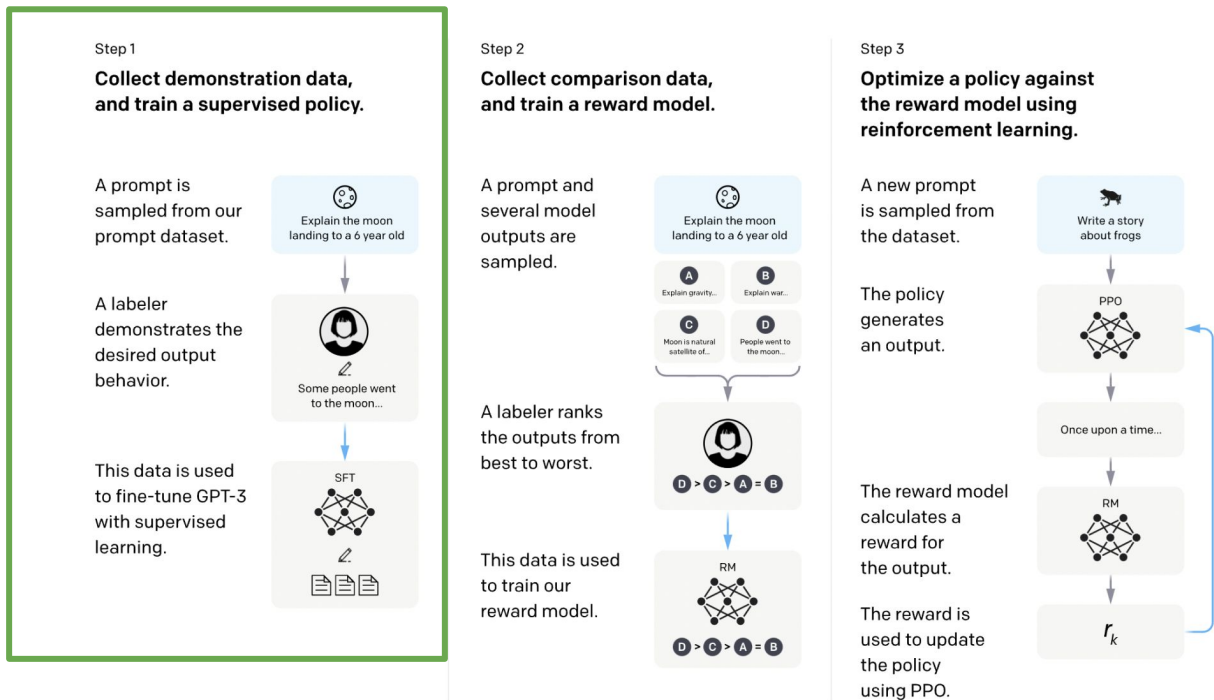 Step 1
Collect demonstration data,
and train a supervised policy.
A prompt is
sampled from our
prompt dataset.
Explain the moon
landing to a 6 year old
A labeler
demonstrates the
desired output
behavior.
Some people went
to the moon...
This data is used
to fine-tune GPT-3
with supervised
learning.
SFT
Step 2
Collect comparison data,
and train a reward model.
A prompt and
several model
outputs are
sampled.
Explain the moon
landing to a 6 year old
A
Explain gravity...
B
Explain war...
C
Moon is natural
satellite of...
D
People went to
the moon...
A labeler ranks
the outputs from
best to worst.
D > C > A = B
This data is used
to train our
reward model.
RM
D > C > A = B
Step 3
Optimize a policy against
the reward model using
reinforcement learning.
A new prompt
is sampled from
the dataset.
Write a story
about frogs
The policy
generates
an output.
PPO
Once upon a time...
The reward model
calculates a
reward for
the output.
RM
The reward is
used to update
the policy
using PPO.
r_k